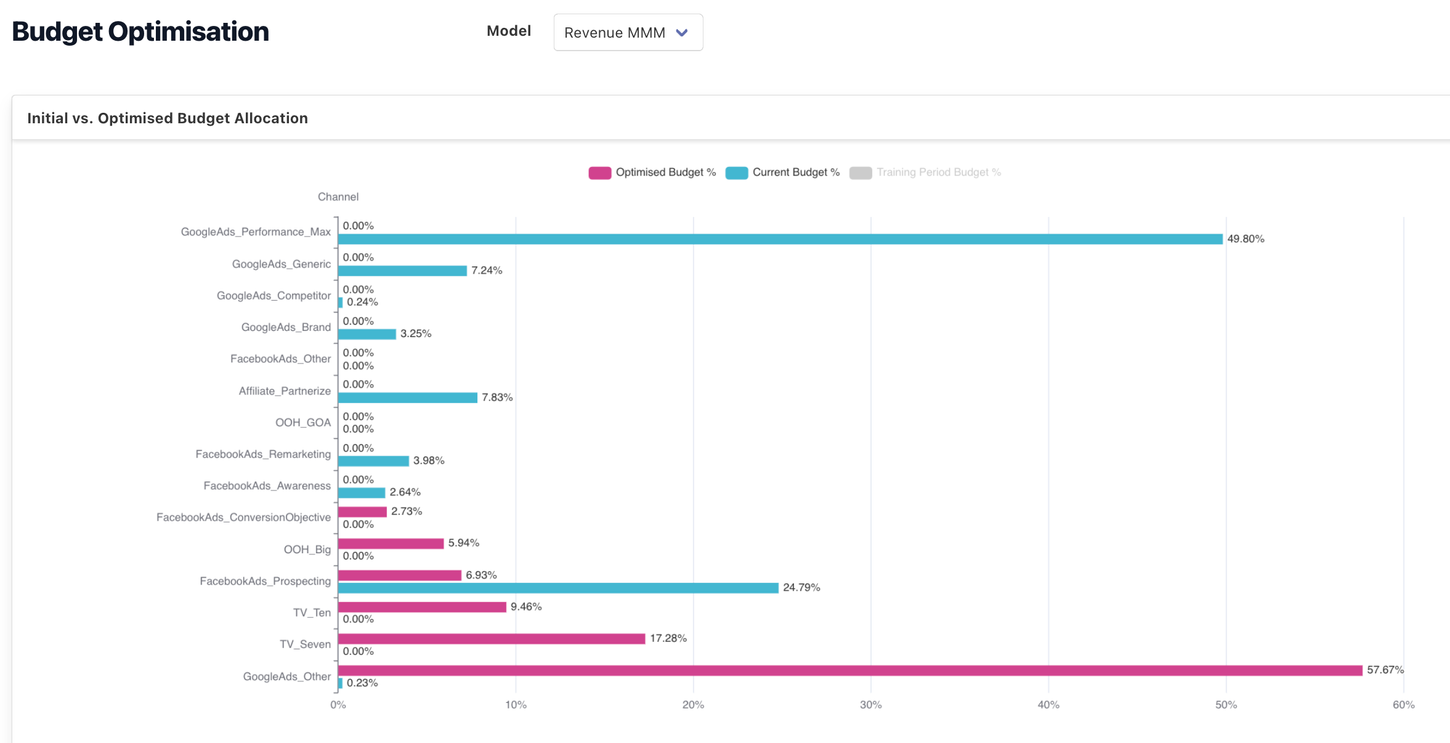 Budget Optimisation
Model
Revenue MMM
Initial vs. Optimised Budget Allocation
Optimised Budget % Current Budget % Training Period Budget %
Channel
GoogleAds_Performance_Max 0.00% 49.80%
GoogleAds_Generic 0.00% 7.24%
GoogleAds_Competitor 0.00% 0.24%
GoogleAds_Brand 0.00% 3.25%
FacebookAds_Other 0.00% 0.00%
Affiliate_Partnerize 0.00% 7.83%
OOH_GOA 0.00% 0.00%
FacebookAds_Remarketing 0.00% 3.98%
FacebookAds_Awareness 0.00% 2.64%
FacebookAds_ConversionObjective 2.73% 0.00%
OOH_Big 5.94% 0.00%
FacebookAds_Prospecting 6.93% 24.79%
TV_Ten 9.46% 0.00%
TV_Seven 17.28% 0.00%
GoogleAds_Other 57.67% 0.23%
0% 10% 20% 30% 40% 50% 60%